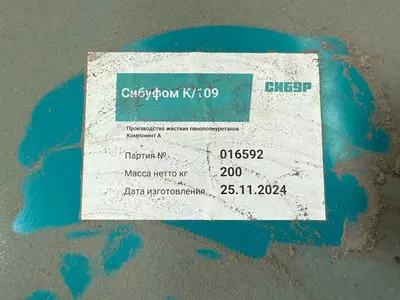 Сибуфом К/109
СИБУР
Производство жестких пенополиуретанов
Компонент А
Партия № 016592
Масса нетто кг 200
Дата изготовления 25.11.2024